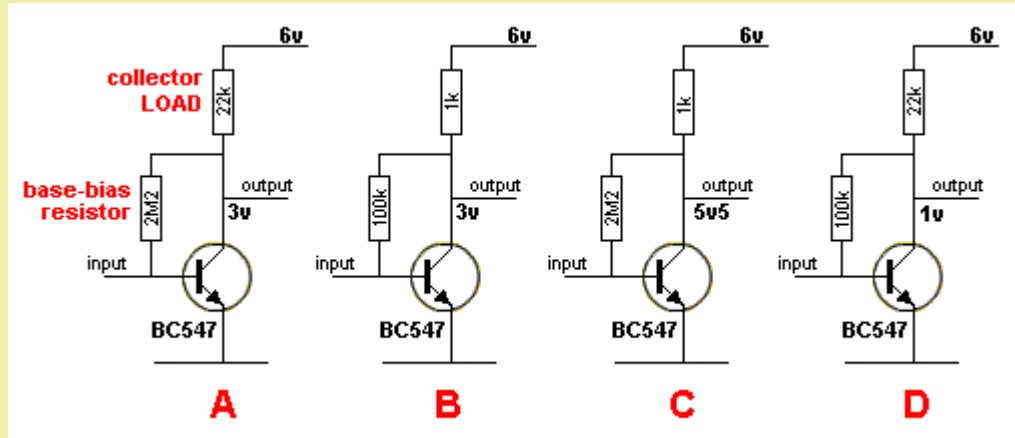 6v
6v
6v
6v
collector
LOAD
22k
1k
1k
22k
base-bias
resistor
2M2
100k
2M2
100k
output
output
output
output
3v
3v
5v5
1v
input
input
input
input
BC547
BC547
BC547
BC547
A
B
C
D